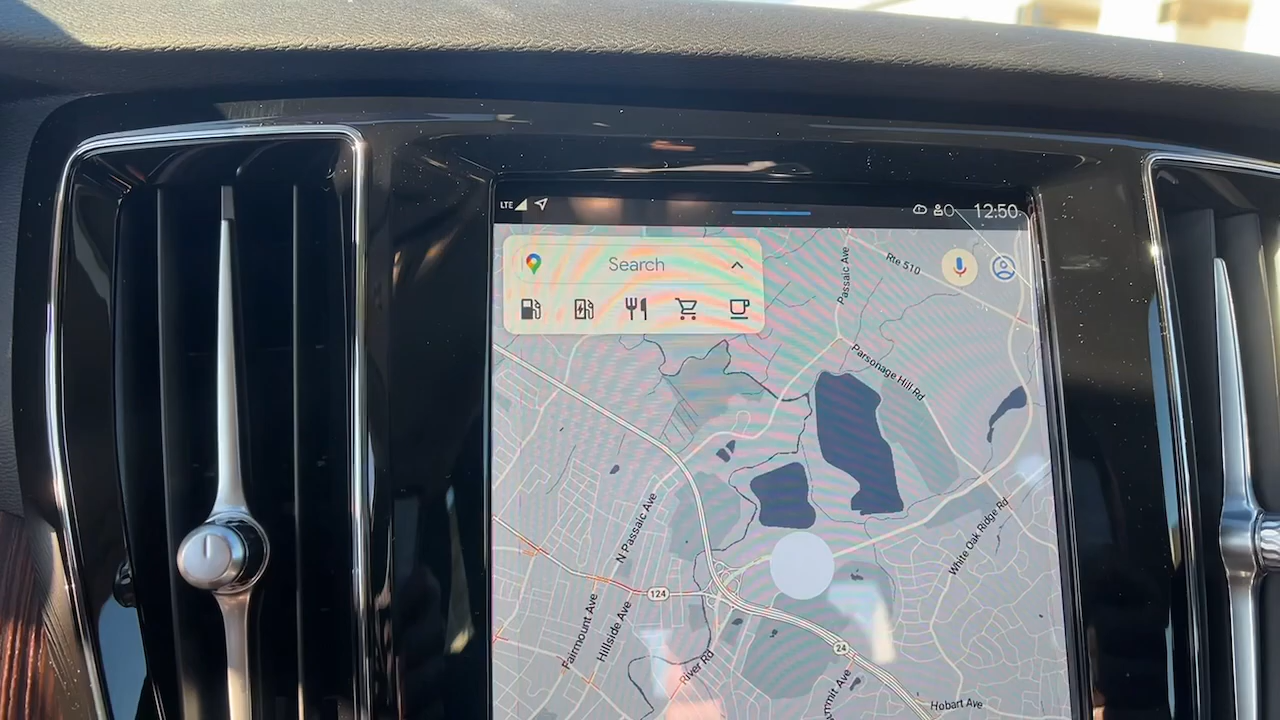 LTE
0
12:50
Search
Passaic Ave
Rte 510
Parsonage Hill Rd
N Passaic Ave
White Oak Ridge Rd
124
Fairmount Ave
Hillside Ave
24
River Rd
Hobart Ave